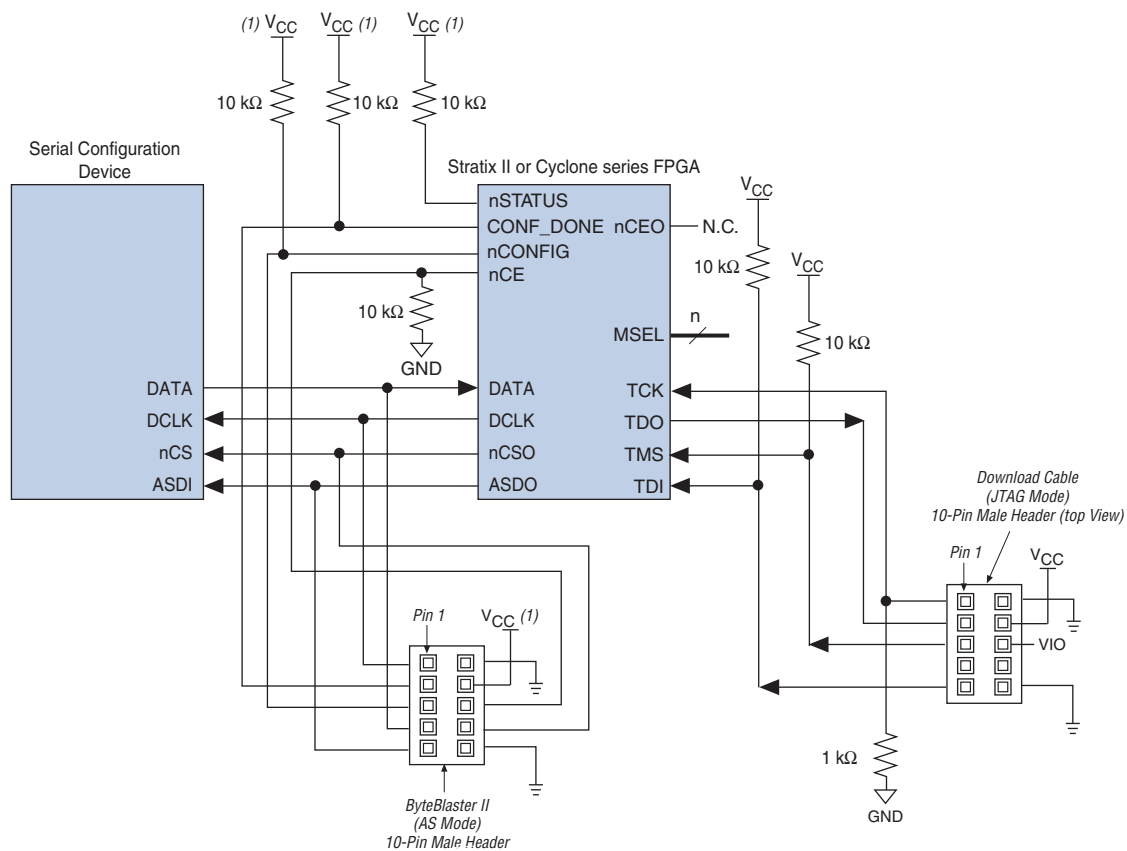 (1) VCC
VCC (1)
VCC (1)
10 kΩ
10 kΩ
10 kΩ
Serial Configuration
Device
Stratix II or Cyclone series FPGA
nSTATUS
CONF_DONE
nCONFIG
nCE
nCEO
N.C.
VCC
10 kΩ
VCC
10 kΩ
10 kΩ
GND
MSEL
n
DATA
DCLK
nCS
ASDI
DATA
DCLK
nCSO
ASDO
TCK
TDO
TMS
TDI
Download Cable
(JTAG Mode)
10-Pin Male Header (top View)
Pin 1
VCC
VIO
Pin 1
VCC (1)
1 kΩ
GND
ByteBlaster II
(AS Mode)
10-Pin Male Header